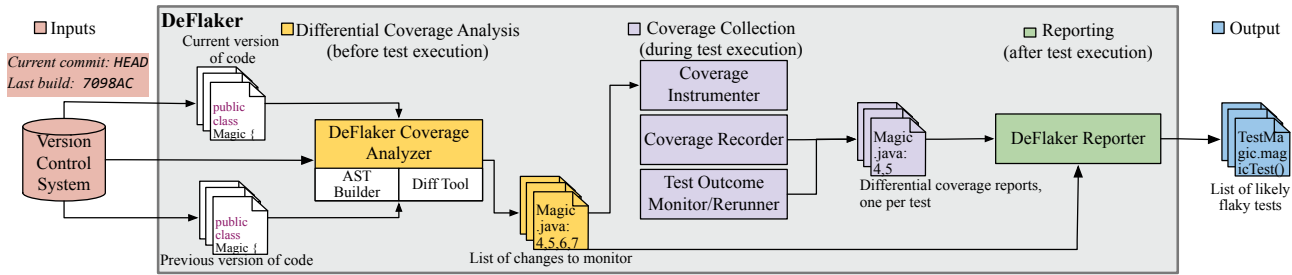 DeFlaker
Inputs
Current commit: HEAD
Last build: 7098AC
Version
Control
System
Current version
of code
public
class
Magic {
public
class
Magic {
Previous version of code
Differential Coverage Analysis
(before test execution)
DeFlaker Coverage
Analyzer
AST
Builder
Diff Tool
Magic
.java:
4,5,6,7
List of changes to monitor
Coverage Collection
(during test execution)
Coverage
Instrumenter
Coverage Recorder
Test Outcome
Monitor/Rerunner
Magic
.java:
4,5
Differential coverage reports,
one per test
Reporting
(after test execution)
DeFlaker Reporter
Output
TestMa
gic.mag
icTest()
List of likely
flaky tests